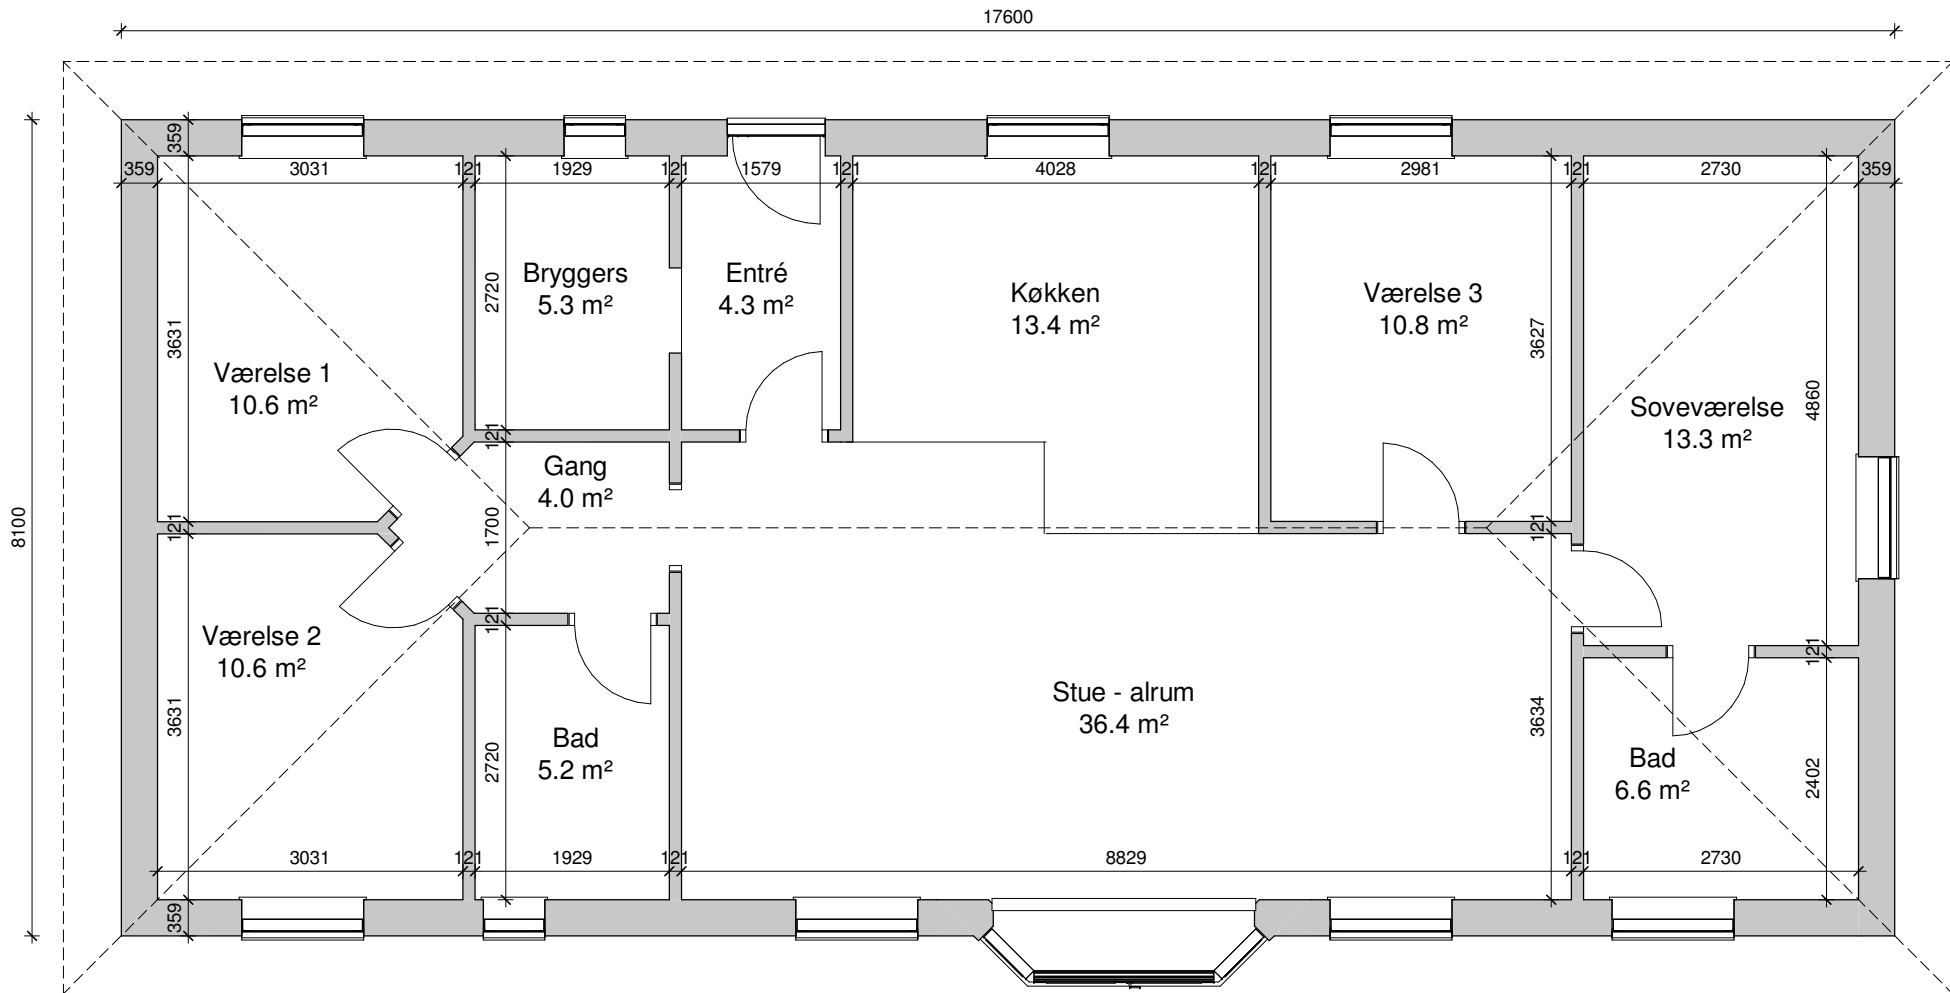 17600
359
359
3031
121
1929
121
1579
121
4028
121
2981
121
2730
359
8100
3631
121
3631
359
2720
121
1700
121
2720
3627
121
3634
4860
121
2402
Bryggers
5.3 m²
Entré
4.3 m²
Køkken
13.4 m²
Værelse 3
10.8 m²
Værelse 1
10.6 m²
Soveværelse
13.3 m²
Gang
4.0 m²
Værelse 2
10.6 m²
Stue - alrum
36.4 m²
Bad
5.2 m²
Bad
6.6 m²
3031
121
1929
121
8829
121
2730